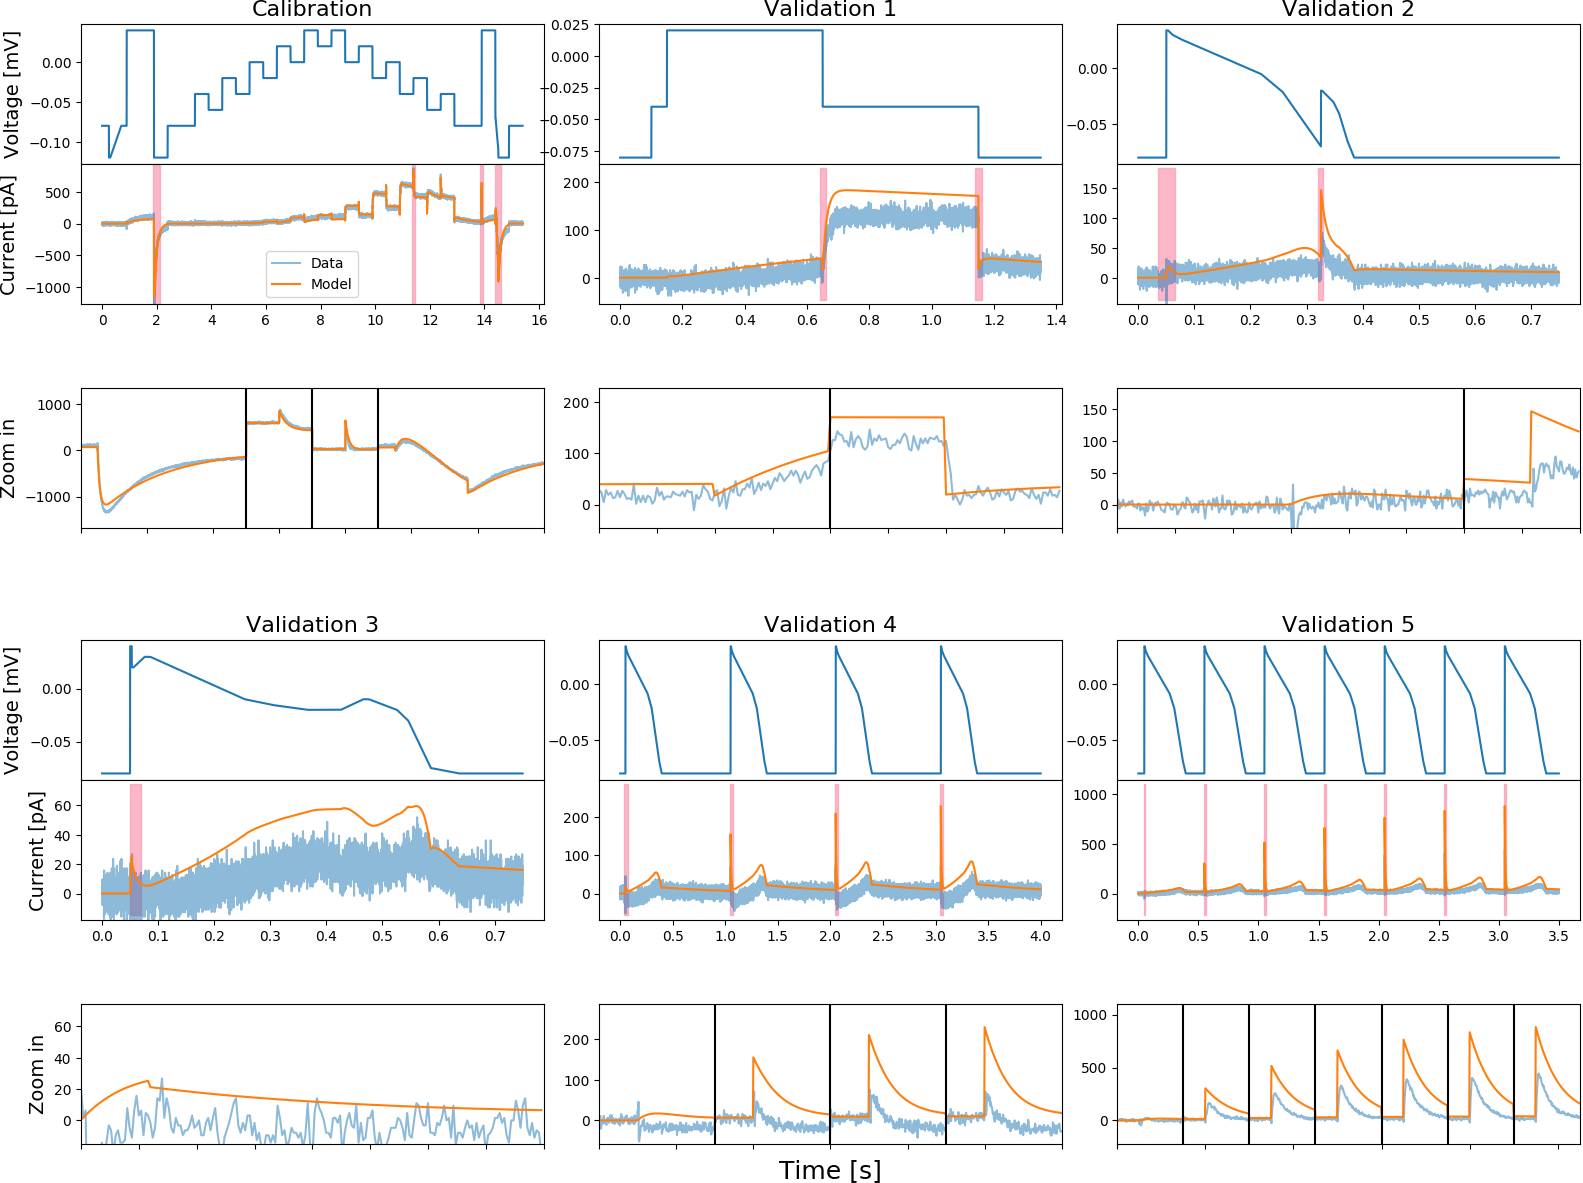 Calibration
Validation 1
Validation 2
Voltage [mV]
0.00
−0.05
−0.10
0.025
0.000
−0.025
−0.050
−0.075
0.00
−0.05
Current [pA]
500
0
−500
−1000
Data
Model
200
100
0
150
100
50
0
0 2 4 6 8 10 12 14 16
0.0 0.2 0.4 0.6 0.8 1.0 1.2 1.4
0.0 0.1 0.2 0.3 0.4 0.5 0.6 0.7
Zoom in
1000
0
−1000
200
100
0
150
100
50
0
Validation 3
Validation 4
Validation 5
Voltage [mV]
0.00
−0.05
0.00
−0.05
0.00
−0.05
Current [pA]
60
40
20
0
200
100
0
1000
500
0
0.0 0.1 0.2 0.3 0.4 0.5 0.6 0.7
0.0 0.5 1.0 1.5 2.0 2.5 3.0 3.5 4.0
0.0 0.5 1.0 1.5 2.0 2.5 3.0 3.5
Zoom in
60
40
20
0
200
100
0
1000
500
0
Time [s]